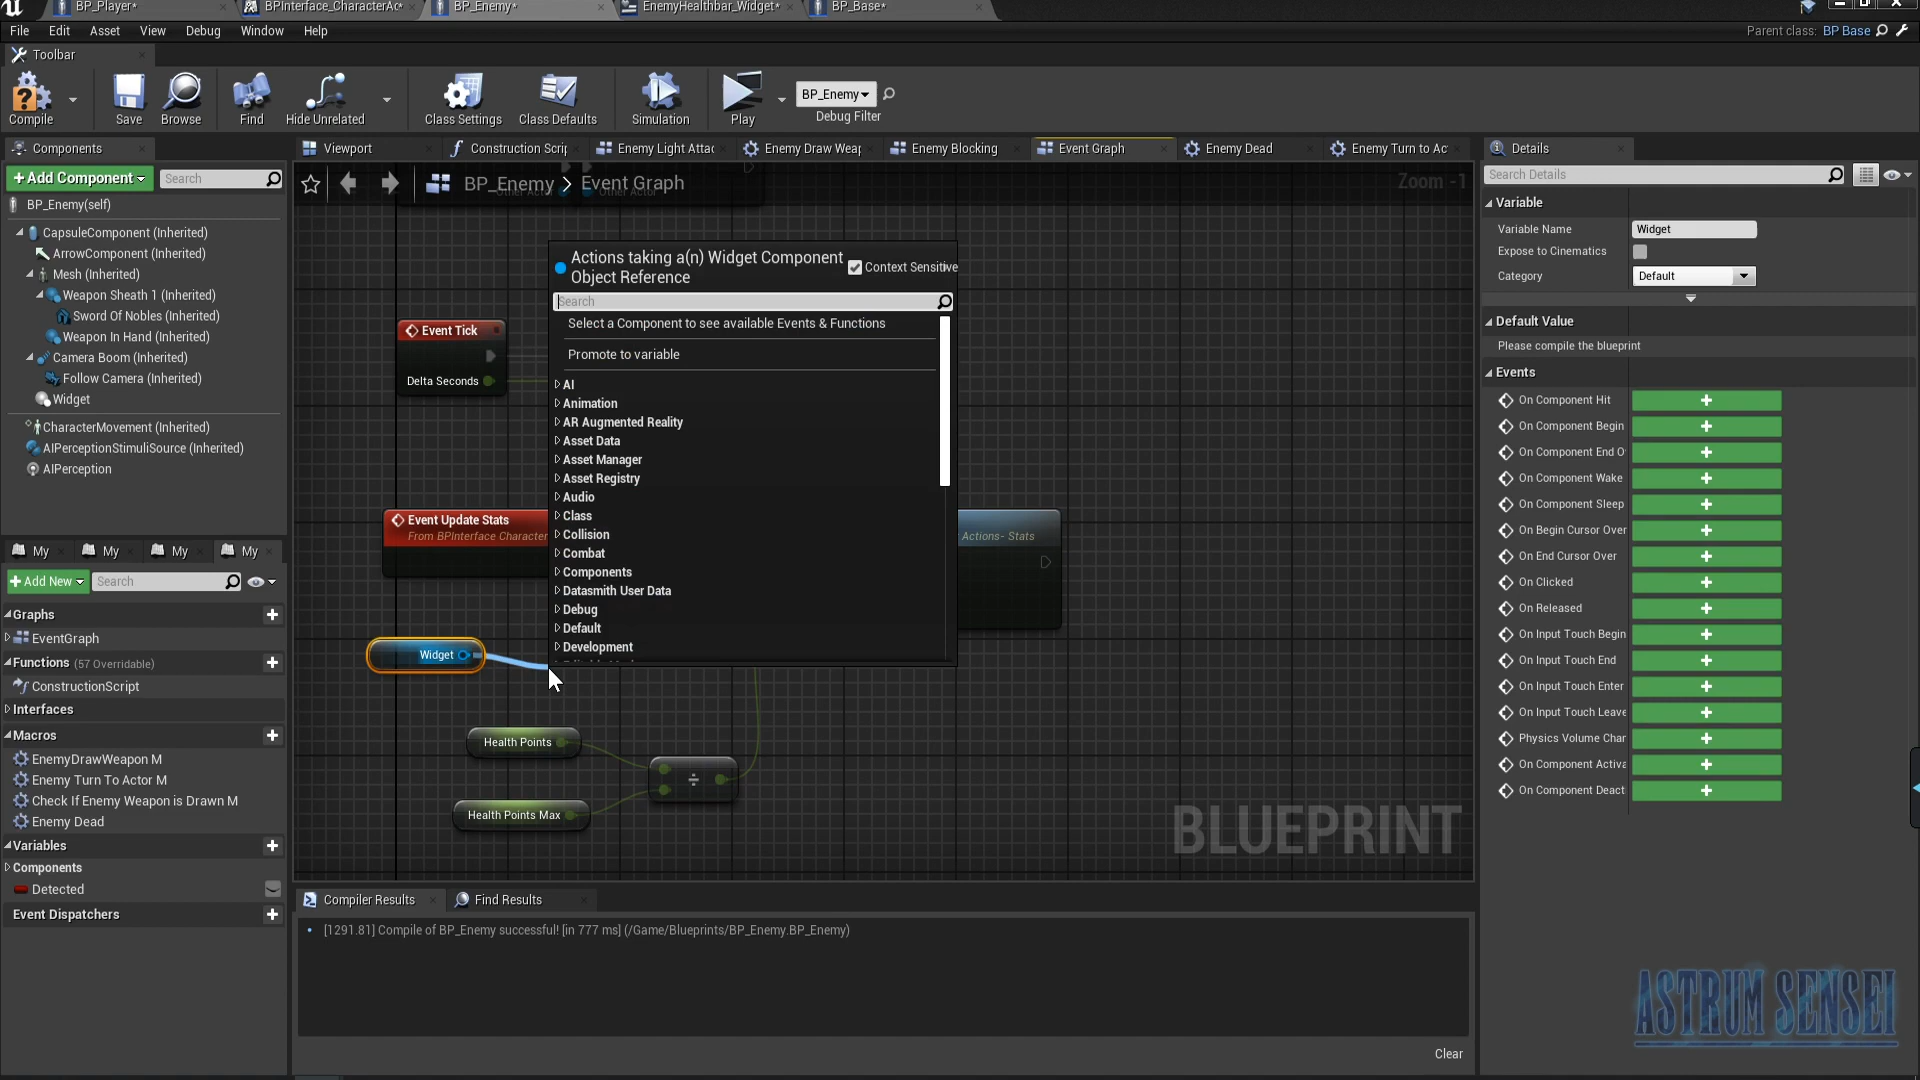 BP_Player*
BPInterface_CharacterAc*
BP_Enemy*
EnemyHealthbar_Widget*
BP_Base*
File Edit Asset View Debug Window Help
Parent class: BP Base
Toolbar
Compile
Save
Browse
Find
Hide Unrelated
Class Settings
Class Defaults
Simulation
Play
BP_Enemy
Debug Filter
Components
Viewport
Construction Scrip
Enemy Light Attac
Enemy Draw Weap
Enemy Blocking
Event Graph
Enemy Dead
Enemy Turn to Ac
Details
+Add Component
Search
BP_Enemy > Event Graph
Zoom -1
Search Details
BP_Enemy(self)
CapsuleComponent (Inherited)
ArrowComponent (Inherited)
Mesh (Inherited)
Weapon Sheath 1 (Inherited)
Sword Of Nobles (Inherited)
Weapon In Hand (Inherited)
Camera Boom (Inherited)
Follow Camera (Inherited)
Widget
CharacterMovement (Inherited)
AIPerceptionStimuliSource (Inherited)
AIPerception
My
My
My
My
+Add New
Search
Graphs
EventGraph
Functions (57 Overridable)
ConstructionScript
Interfaces
Macros
EnemyDrawWeapon M
Enemy Turn To Actor M
Check If Enemy Weapon is Drawn M
Enemy Dead
Variables
Components
Detected
Event Dispatchers
Other Actor
Other Actor
Event Tick
Delta Seconds
Event Update Stats
From BPInterface Character
Widget
Health Points
Health Points Max
÷
Actions- Stats
BLUEPRINT
Actions taking a(n) Widget Component
Object Reference
Context Sensitive
Search
Select a Component to see available Events & Functions
Promote to variable
AI
Animation
AR Augmented Reality
Asset Data
Asset Manager
Asset Registry
Audio
Class
Collision
Combat
Components
Datasmith User Data
Debug
Default
Development
Compiler Results
Find Results
[1291.81] Compile of BP_Enemy successful! [in 777 ms] (/Game/Blueprints/BP_Enemy.BP_Enemy)
Clear
Variable
Variable Name Widget
Expose to Cinematics
Category Default
Default Value
Please compile the blueprint
Events
On Component Hit
On Component Begin
On Component End O
On Component Wake
On Component Sleep
On Begin Cursor Over
On End Cursor Over
On Clicked
On Released
On Input Touch Begin
On Input Touch End
On Input Touch Enter
On Input Touch Leave
Physics Volume Char
On Component Activa
On Component Deact
ASTRUM SENSEI